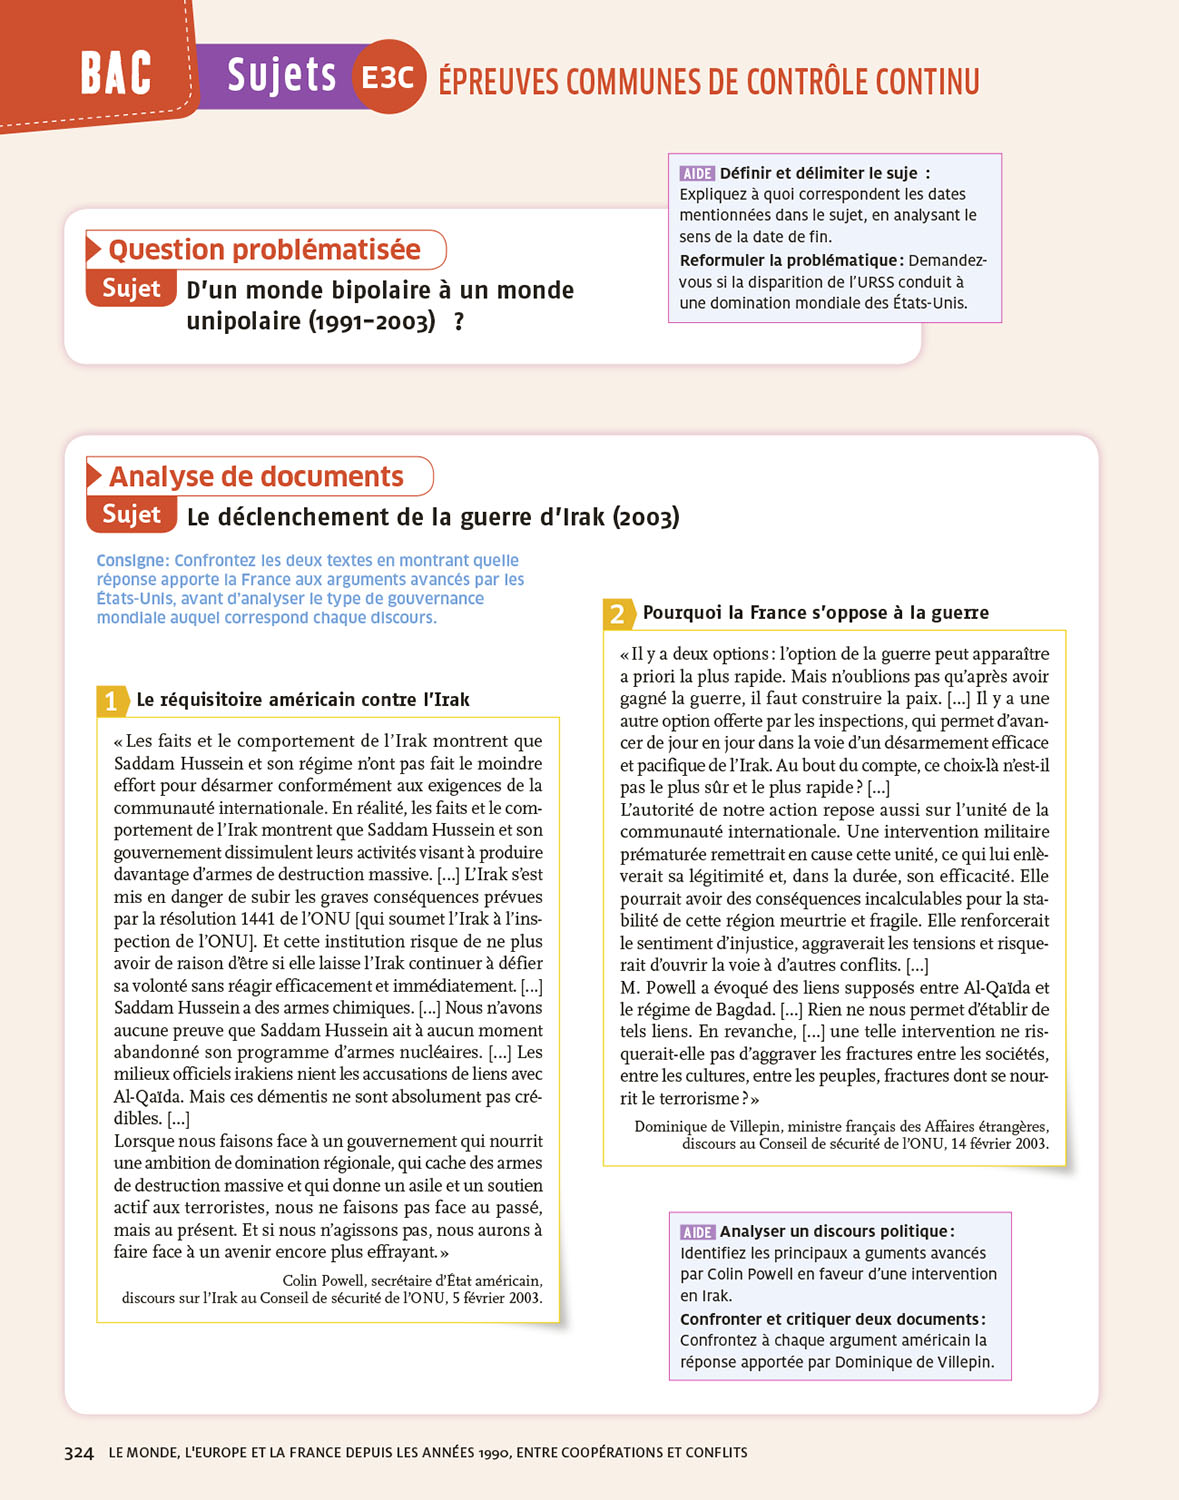 BAC
Sujets E3C ÉPREUVES COMMUNES DE CONTRÔLE CONTINU
AIDE Définir et délimiter le suje :
Expliquez à quoi correspondent les dates
mentionnées dans le sujet, en analysant le
sens de la date de fin.
Reformuler la problématique : Demandez-
vous si la disparition de l'URSS conduit à
une domination mondiale des États-Unis.
Question problématisée
Sujet D'un monde bipolaire à un monde
unipolaire (1991-2003) ?
Analyse de documents
Sujet Le déclenchement de la guerre d'Irak (2003)
Consigne : Confrontez les deux textes en montrant quelle
réponse apporte la France aux arguments avancés par les
États-Unis, avant d'analyser le type de gouvernance
mondiale auquel correspond chaque discours.
1 Le réquisitoire américain contre l'Irak
« Les faits et le comportement de l'Irak montrent que
Saddam Hussein et son régime n'ont pas fait le moindre
effort pour désarmer conformément aux exigences de la
communauté internationale. En réalité, les faits et le com-
portement de l'Irak montrent que Saddam Hussein et son
gouvernement dissimulent leurs activités visant à produire
davantage d'armes de destruction massive. [...] L'Irak s'est
mis en danger de subir les graves conséquences prévues
par la résolution 1441 de l'ONU [qui soumet l'Irak à l'ins-
pection de l'ONU]. Et cette institution risque de ne plus
avoir de raison d'être si elle laisse l'Irak continuer à défier
sa volonté sans réagir efficacement et immédiatement. [...]
Saddam Hussein a des armes chimiques. [...] Nous n'avons
aucune preuve que Saddam Hussein ait à aucun moment
abandonné son programme d'armes nucléaires. [...] Les
milieux officiels irakiens nient les accusations de liens avec
Al-Qaïda. Mais ces démentis ne sont absolument pas cré-
dibles. [...]
Lorsque nous faisons face à un gouvernement qui nourrit
une ambition de domination régionale, qui cache des armes
de destruction massive et qui donne un asile et un soutien
actif aux terroristes, nous ne faisons pas face au passé,
mais au présent. Et si nous n'agissons pas, nous aurons à
faire face à un avenir encore plus effrayant. »
Colin Powell, secrétaire d'État américain,
discours sur l'Irak au Conseil de sécurité de l'ONU, 5 février 2003.
2 Pourquoi la France s'oppose à la guerre
« Il y a deux options : l'option de la guerre peut apparaître
a priori la plus rapide. Mais n'oublions pas qu'après avoir
gagné la guerre, il faut construire la paix. [...] Il y a une
autre option offerte par les inspections, qui permet d'avan-
cer de jour en jour dans la voie d'un désarmement efficace
et pacifique de l'Irak. Au bout du compte, ce choix-là n'est-il
pas le plus sûr et le plus rapide ? [...]
L'autorité de notre action repose aussi sur l'unité de la
communauté internationale. Une intervention militaire
prématurée remettrait en cause cette unité, ce qui lui enlè-
verait sa légitimité et, dans la durée, son efficacité. Elle
pourrait avoir des conséquences incalculables pour la sta-
bilité de cette région meurtrie et fragile. Elle renforcerait
le sentiment d'injustice, aggraverait les tensions et risque-
rait d'ouvrir la voie à d'autres conflits. [...]
M. Powell a évoqué des liens supposés entre Al-Qaïda et
le régime de Bagdad. [...] Rien ne nous permet d'établir de
tels liens. En revanche, [...] une telle intervention ne ris-
querait-elle pas d'aggraver les fractures entre les sociétés,
entre les cultures, entre les peuples, fractures dont se nour-
rit le terrorisme ? »
Dominique de Villepin, ministre français des Affaires étrangères,
discours au Conseil de sécurité de l'ONU, 14 février 2003.
AIDE Analyser un discours politique :
Identifiez les principaux a guments avancés
par Colin Powell en faveur d'une intervention
en Irak.
Confronter et critiquer deux documents :
Confrontez à chaque argument américain la
réponse apportée par Dominique de Villepin.
324 LE MONDE, L'EUROPE ET LA FRANCE DEPUIS LES ANNÉES 1990, ENTRE COOPÉRATIONS ET CONFLITS